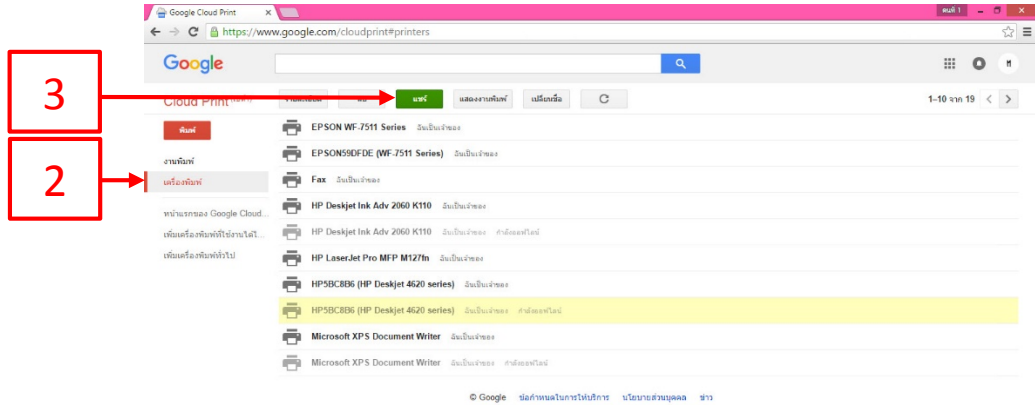 Google Cloud Print
คนที่ 1
https://www.google.com/cloudprint#printers
Google
3
Cloud Print
แชร์
แสดงงานพิมพ์
เปลี่ยนชื่อ
1–10 จาก 19
พิมพ์
2
งานพิมพ์
เครื่องพิมพ์
หน้าแรกของ Google Cloud...
เพิ่มเครื่องพิมพ์ที่ใช้งานได้ใ...
เพิ่มเครื่องพิมพ์ทั่วไป
EPSON WF-7511 Series ฉันเป็นเจ้าของ
EPSON59DFDE (WF-7511 Series) ฉันเป็นเจ้าของ
Fax ฉันเป็นเจ้าของ
HP Deskjet Ink Adv 2060 K110 ฉันเป็นเจ้าของ
HP Deskjet Ink Adv 2060 K110 ฉันเป็นเจ้าของ กำลังออฟไลน์
HP LaserJet Pro MFP M127fn ฉันเป็นเจ้าของ
HP5BC8B6 (HP Deskjet 4620 series) ฉันเป็นเจ้าของ
HP5BC8B6 (HP Deskjet 4620 series) ฉันเป็นเจ้าของ กำลังออฟไลน์
Microsoft XPS Document Writer ฉันเป็นเจ้าของ
Microsoft XPS Document Writer ฉันเป็นเจ้าของ กำลังออฟไลน์
© Google ข้อกำหนดในการให้บริการ นโยบายส่วนบุคคล ข่าว